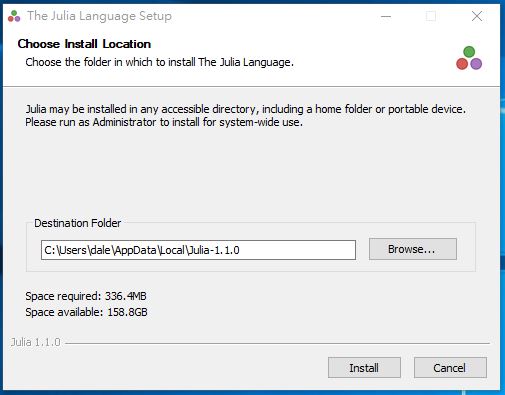 The Julia Language Setup
Choose Install Location
Choose the folder in which to install The Julia Language.
Julia may be installed in any accessible directory, including a home folder or portable device.
Please run as Administrator to install for system-wide use.
Destination Folder
C:\Users\dale\AppData\Local\Julia-1.1.0
Browse...
Space required: 336.4MB
Space available: 158.8GB
Julia 1.1.0
Install
Cancel